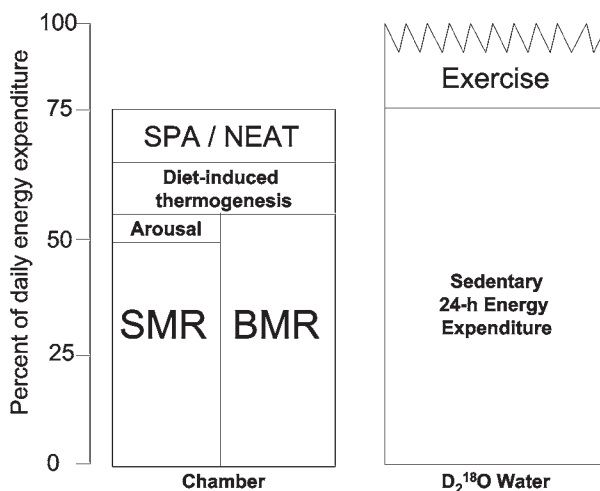 Percent of daily energy expenditure
100
75
50
25
0
SPA / NEAT
Diet-induced
thermogenesis
Arousal
SMR
BMR
Chamber
Exercise
Sedentary
24-h Energy
Expenditure
D₂¹⁸O Water